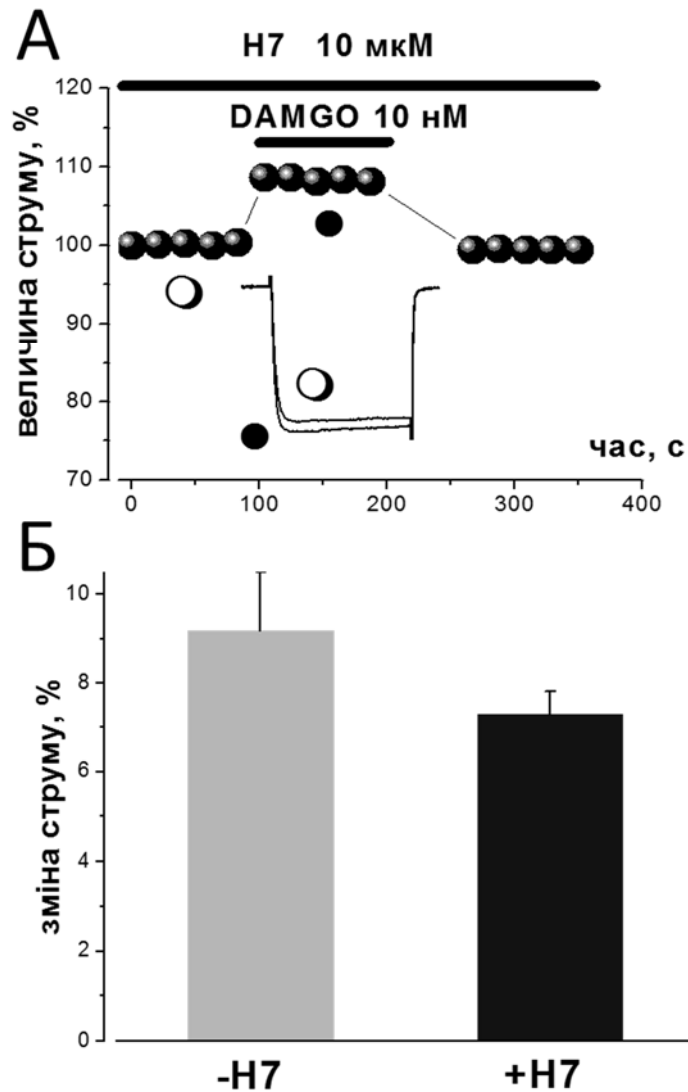 А
H7 10 мкМ
DAMGO 10 нМ
величина струму, %
120
110
100
90
80
70
0 100 200 300 400
час, с
Б
зміна струму, %
10
8
6
4
2
0
-H7 +H7